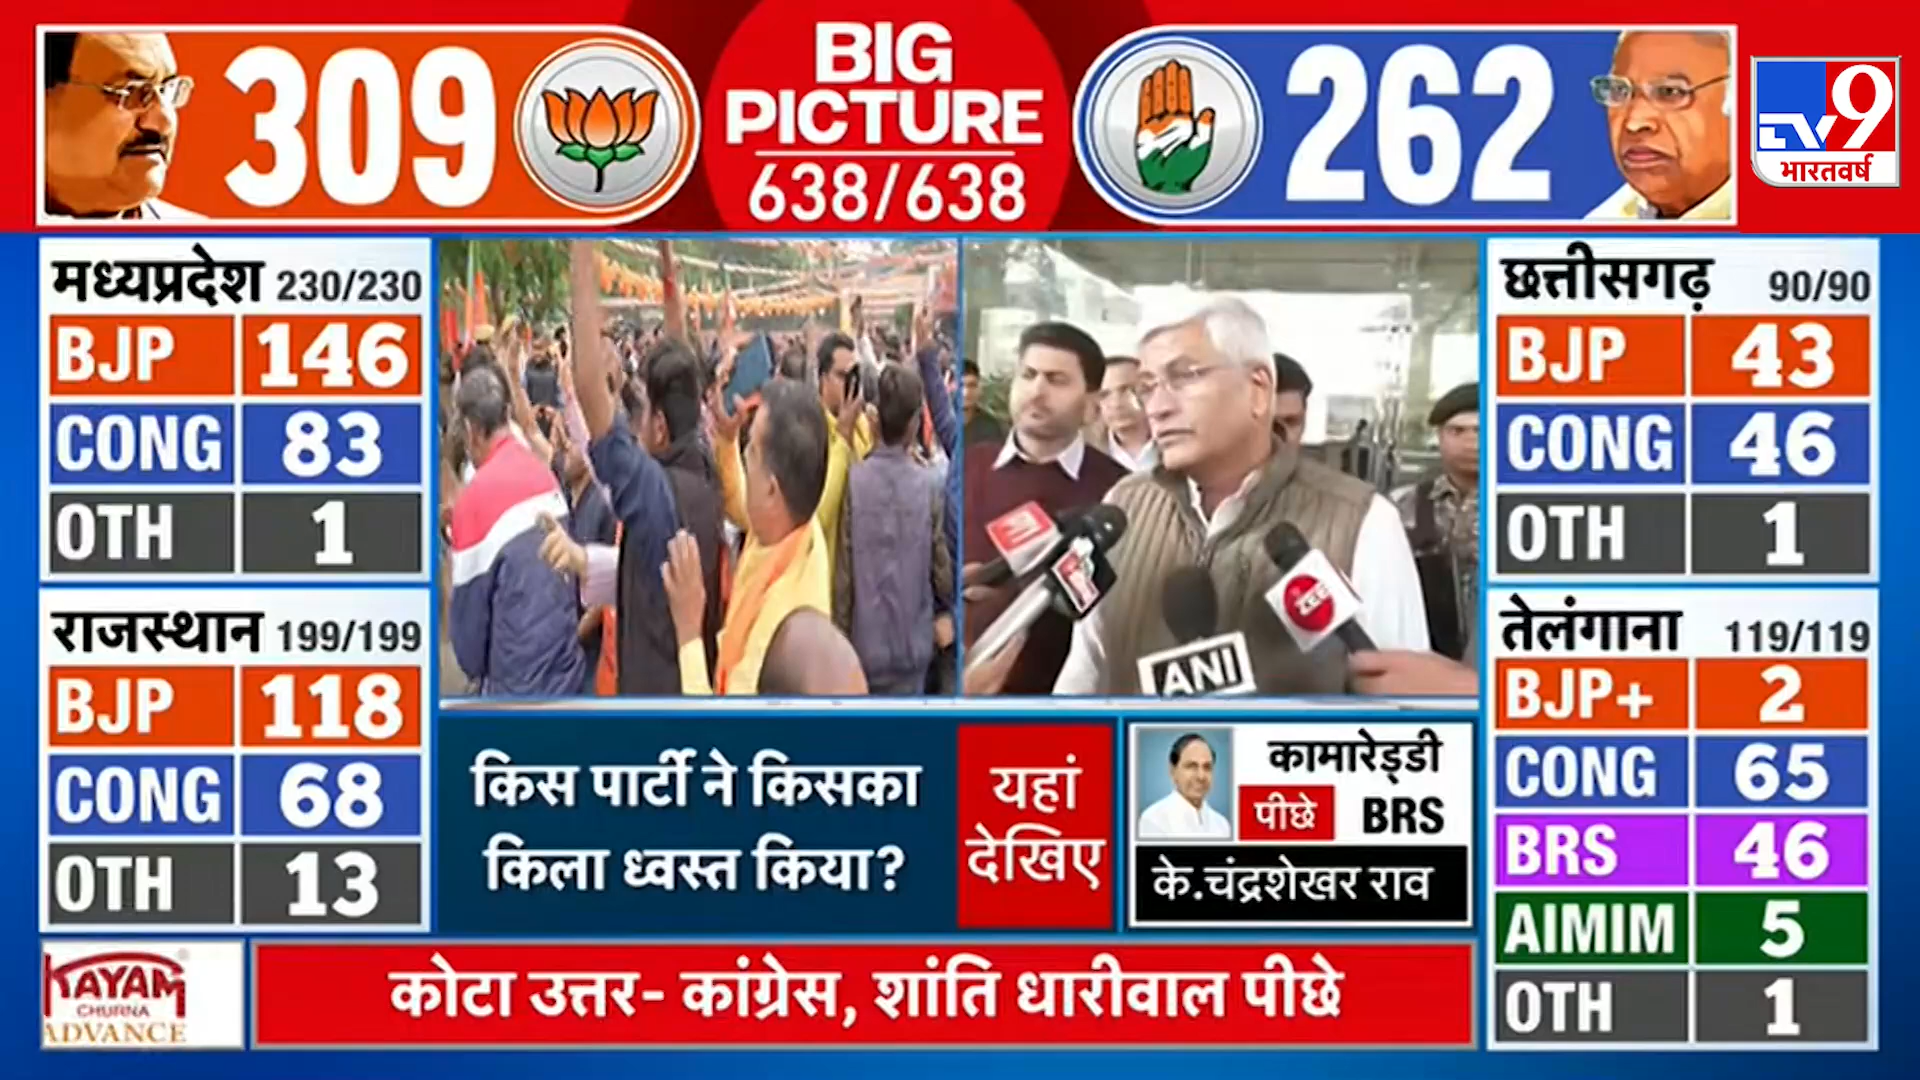 309
BIG
PICTURE
638/638
262
TV9
भारतवर्ष
मध्यप्रदेश 230/230
BJP 146
CONG 83
OTH 1
राजस्थान 199/199
BJP 118
CONG 68
OTH 13
ZEE
ANI
छत्तीसगढ़ 90/90
BJP 43
CONG 46
OTH 1
तेलंगाना 119/119
BJP+ 2
CONG 65
BRS 46
AIMIM 5
OTH 1
किस पार्टी ने किसका
किला ध्वस्त किया?
यहां
देखिए
कामारेड्डी
पीछे BRS
के.चंद्रशेखर राव
KAYAM
CHURNA
ADVANCE
कोटा उत्तर- कांग्रेस, शांति धारीवाल पीछे